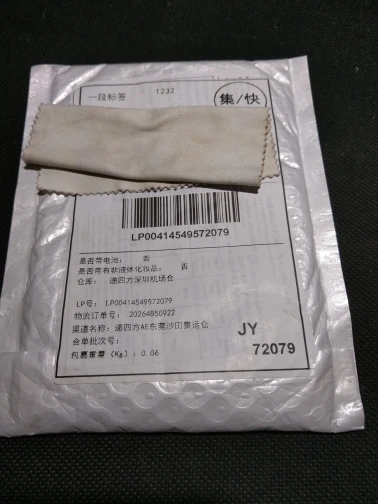 一段标签 1232
集/快
LP00414549572079
是否带电池: 否
是否带有非液体化妆品: 否
仓库: 递四方深圳机场仓
LP号: LP00414549572079
物流订单号: 20264850922
渠道名称: 递四方AE东莞沙田集运仓
合单批次号:
包裹重量(Kg): 0.06
JY
72079